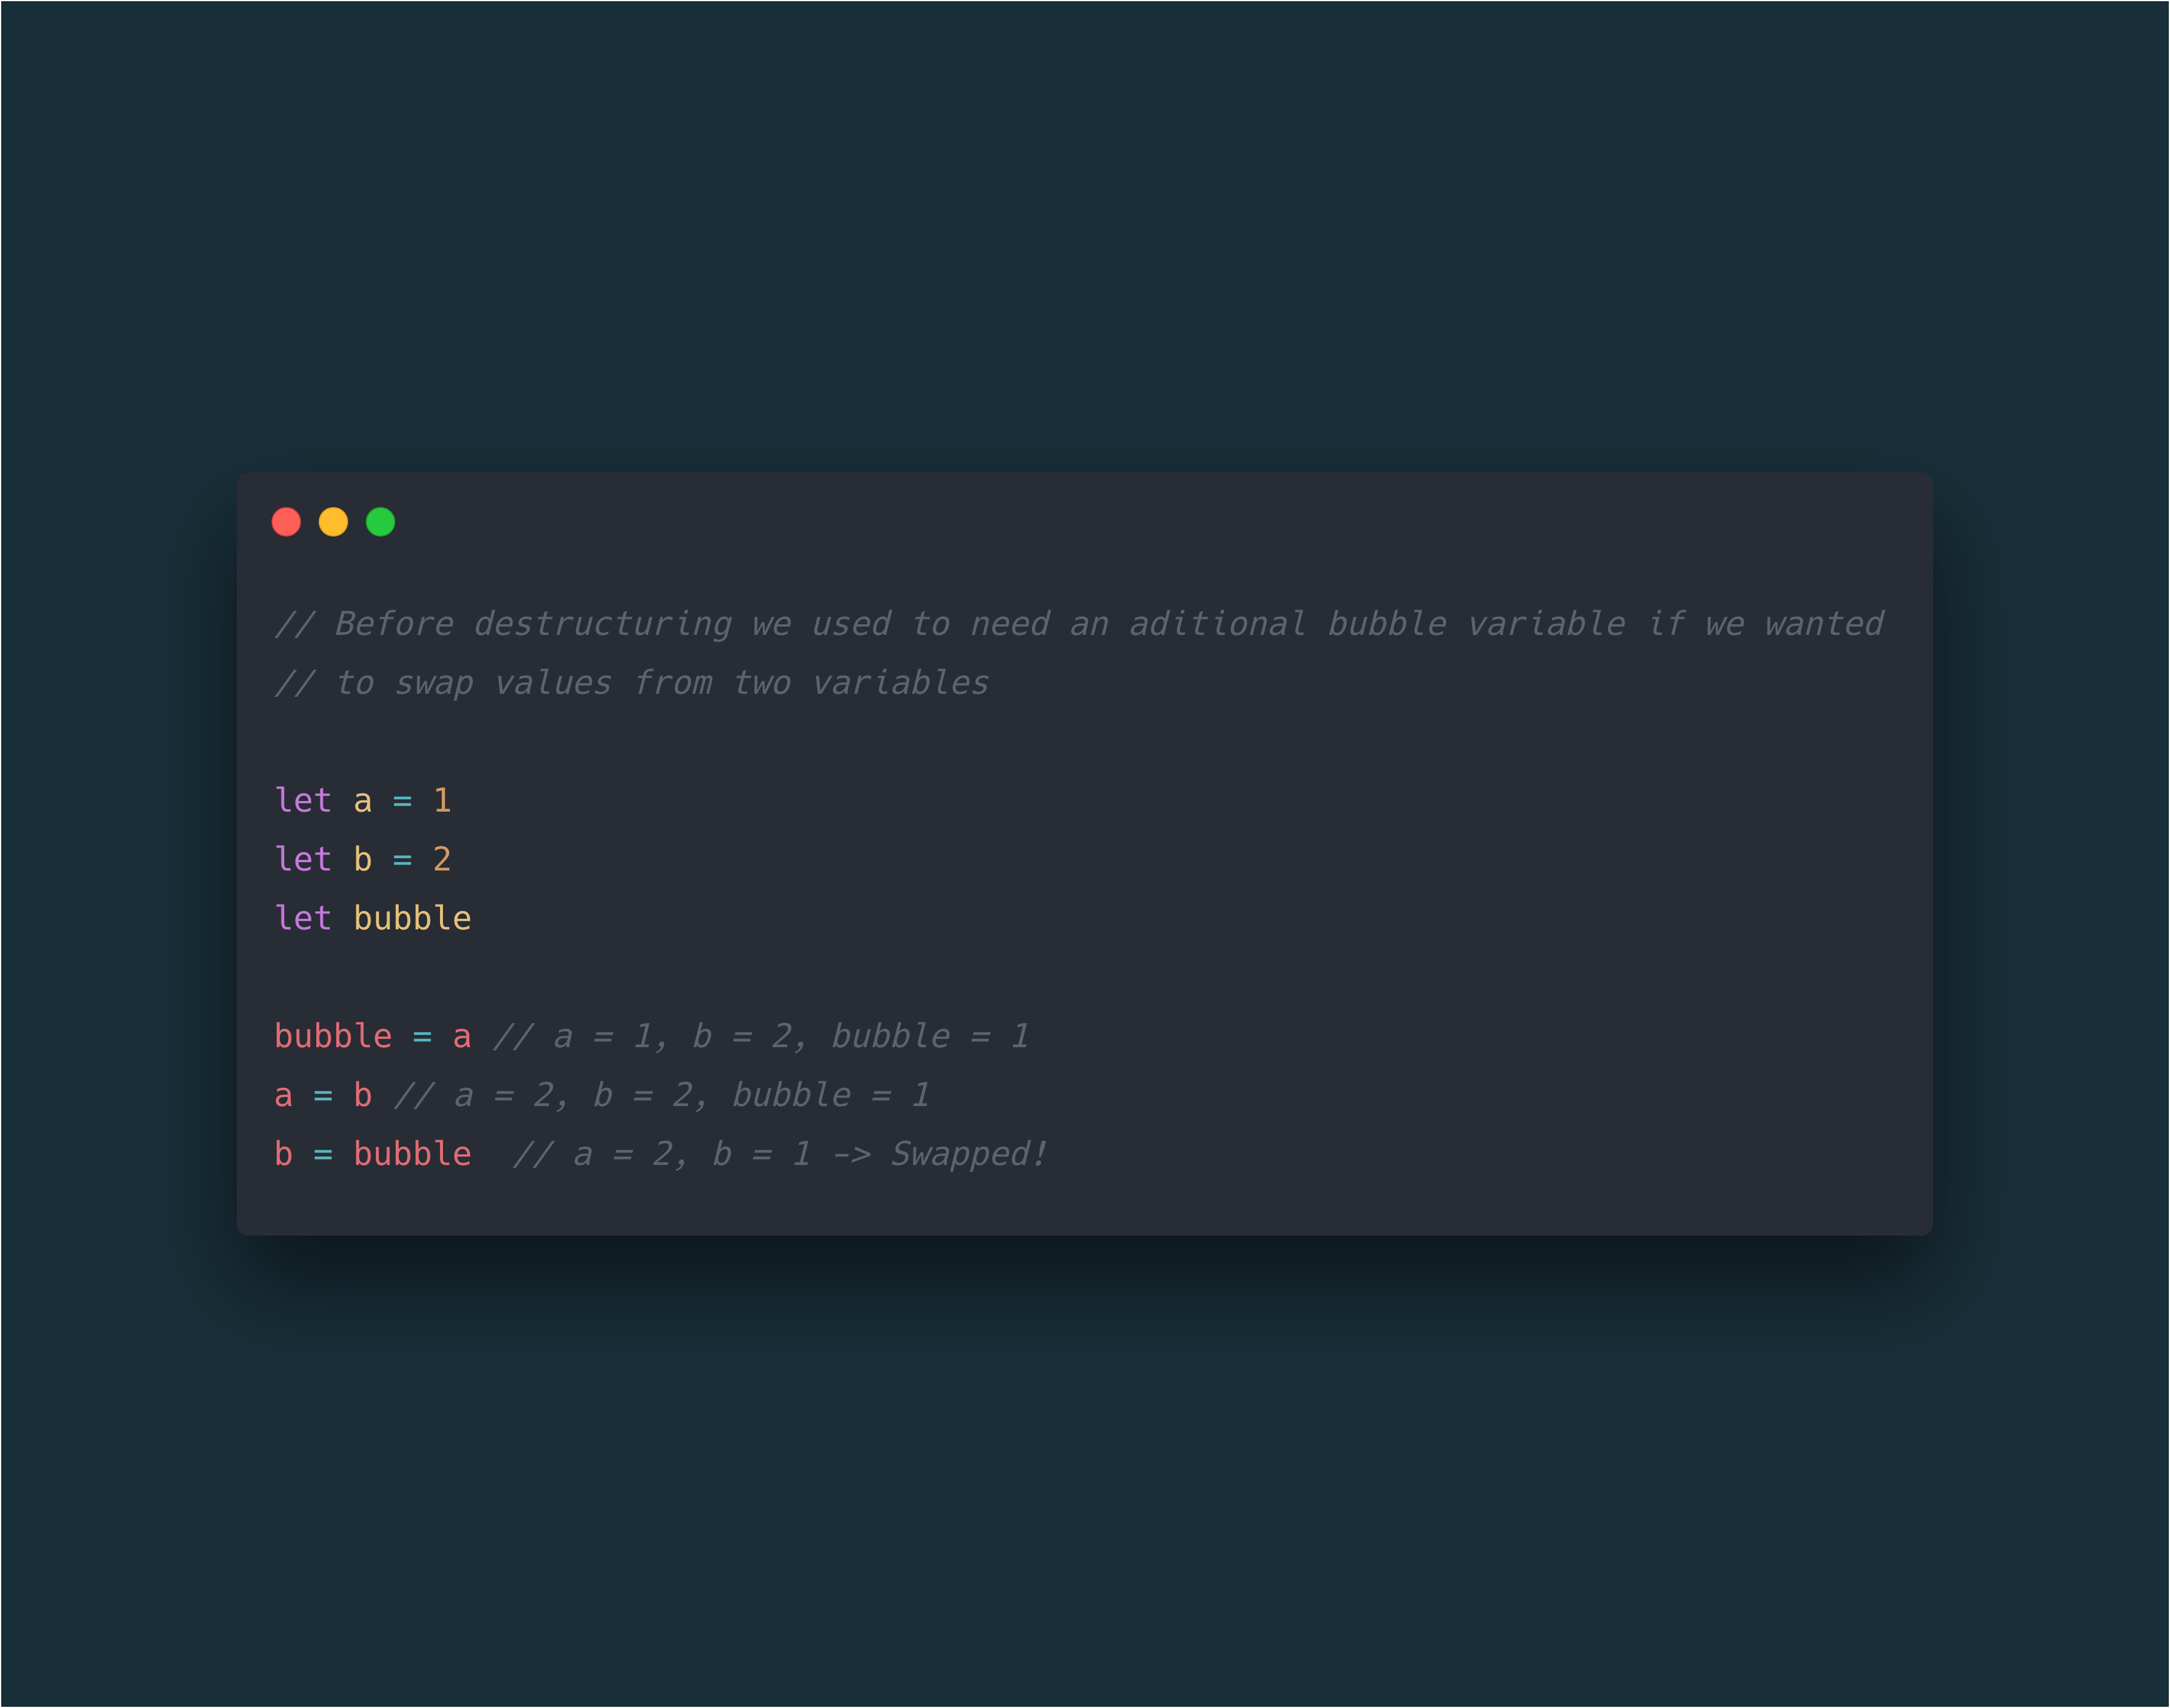 // Before destructuring we used to need an aditional bubble variable if we wanted
// to swap values from two variables
let a = 1
let b = 2
let bubble
bubble = a // a = 1, b = 2, bubble = 1
a = b // a = 2, b = 2, bubble = 1
b = bubble  // a = 2, b = 1 -> Swapped!